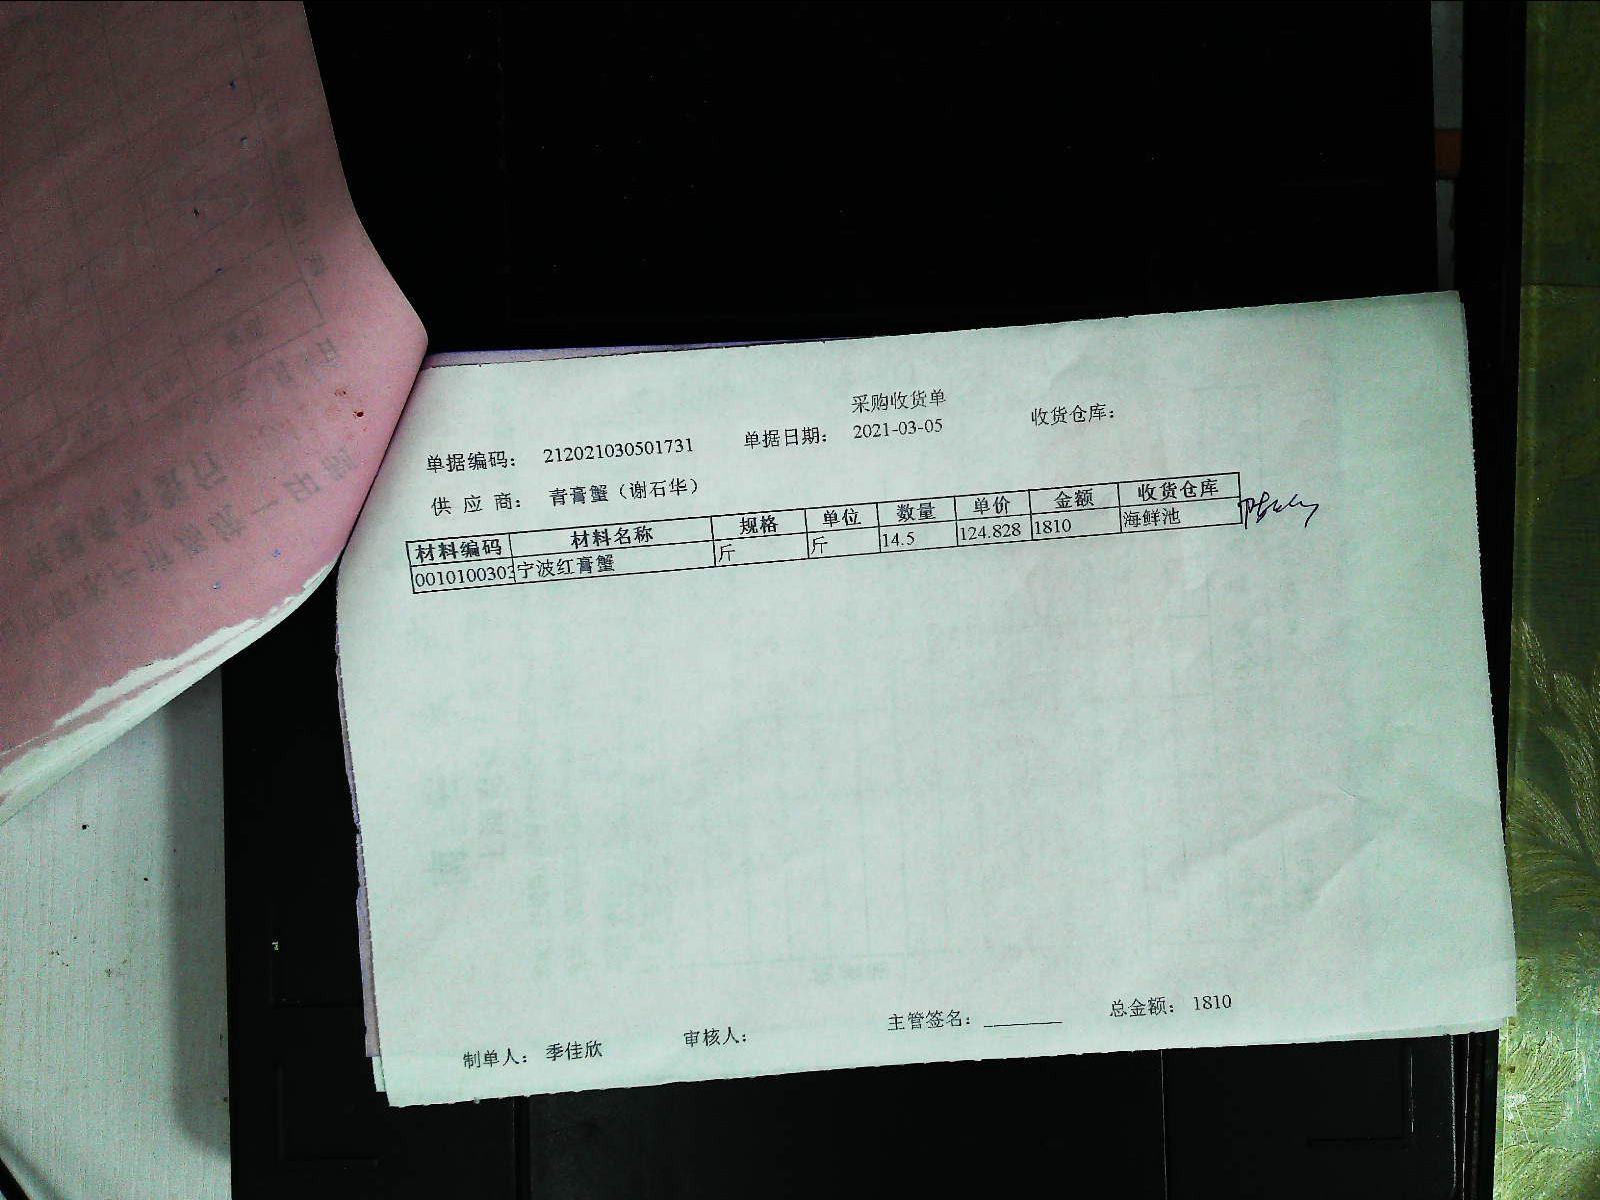 采购收货单
单据编码： 212021030501731 单据日期： 2021-03-05 收货仓库：
供 应 商： 青膏蟹（谢石华）
材料编码 材料名称 规格 单位 数量 单价 金额 收货仓库
0010100303 宁波红膏蟹 斤 斤 14.5 124.828 1810 海鲜池
制单人： 季佳欣 审核人： 主管签名：________ 总金额： 1810